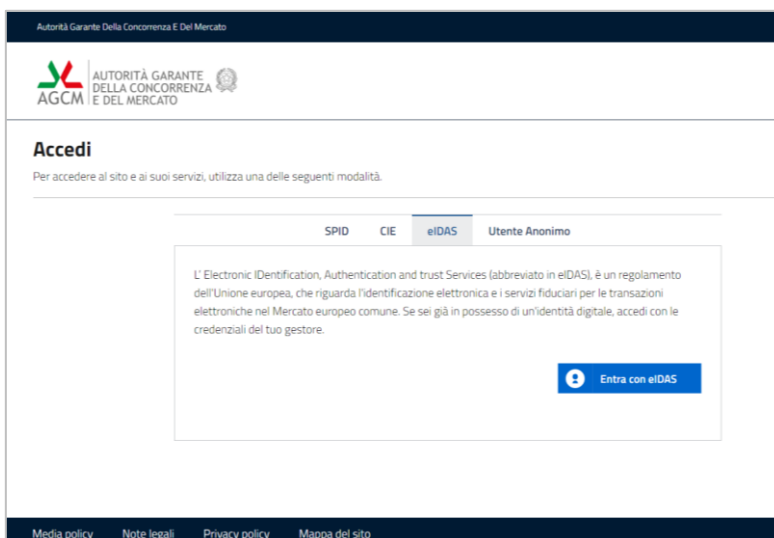 Autorità Garante Della Concorrenza E Del Mercato
AGCM
AUTORITÀ GARANTE
DELLA CONCORRENZA
E DEL MERCATO
Accedi
Per accedere al sito e ai suoi servizi, utilizza una delle seguenti modalità.
SPID CIE eIDAS Utente Anonimo
L' Electronic IDentification, Authentication and trust Services (abbreviato in eIDAS), è un regolamento
dell'Unione europea, che riguarda l'identificazione elettronica e i servizi fiduciari per le transazioni
elettroniche nel Mercato europeo comune. Se sei già in possesso di un'identità digitale, accedi con le
credenziali del tuo gestore.
Entra con eIDAS
Media policy Note legali Privacy policy Mappa del sito